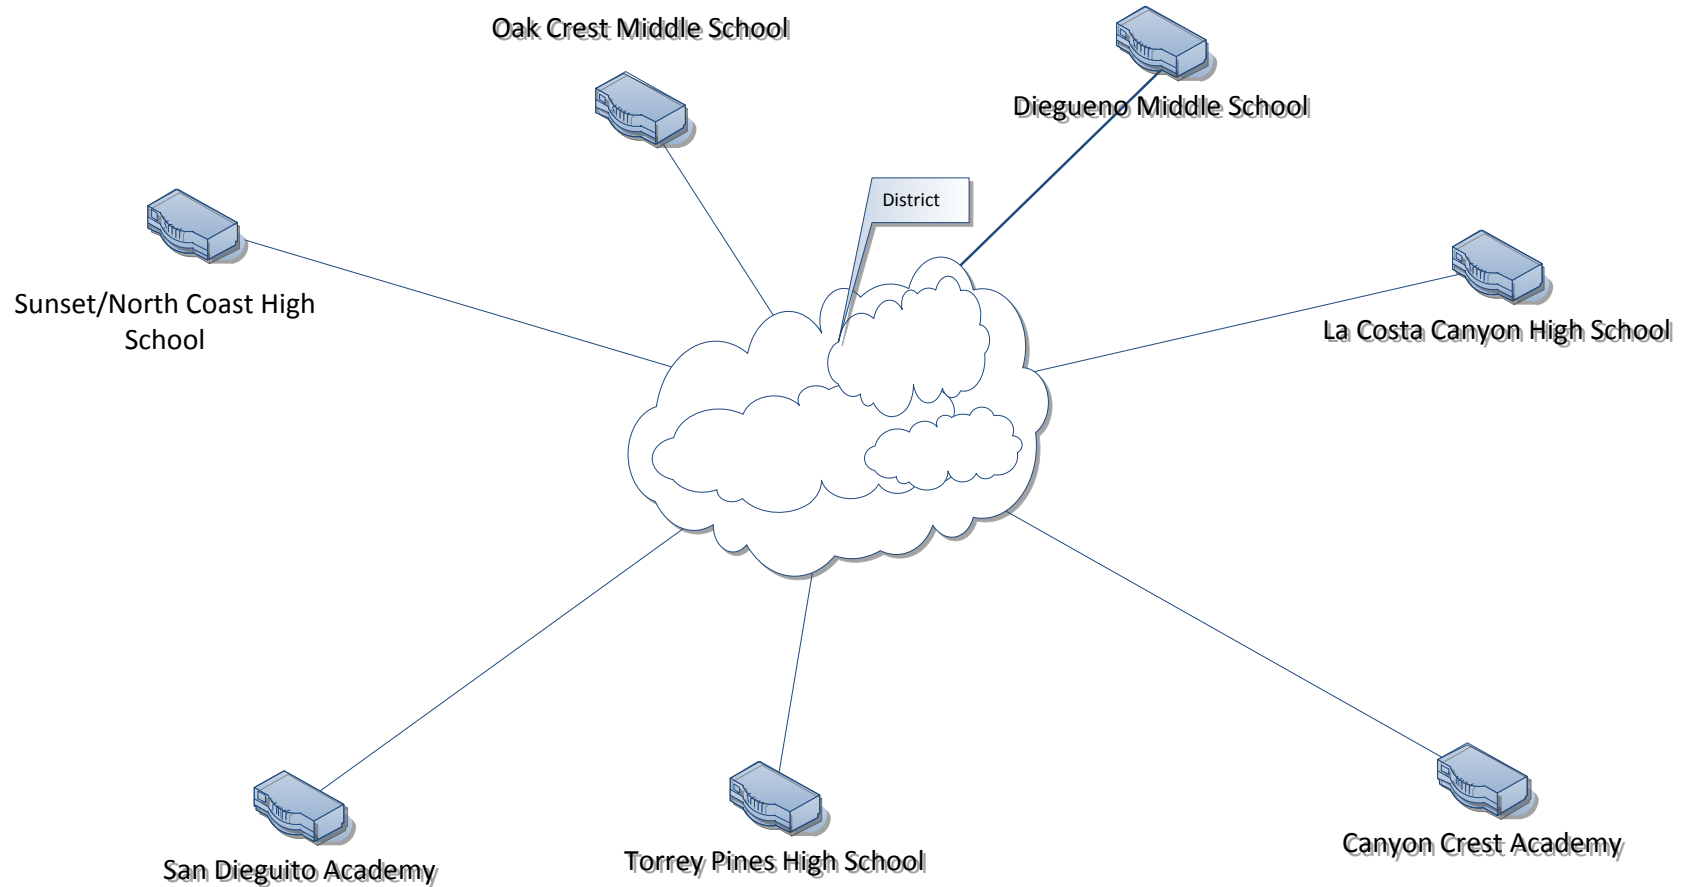 Oak Crest Middle School
Diegueno Middle School
District
Sunset/North Coast High
School
La Costa Canyon High School
San Dieguito Academy
Torrey Pines High School
Canyon Crest Academy